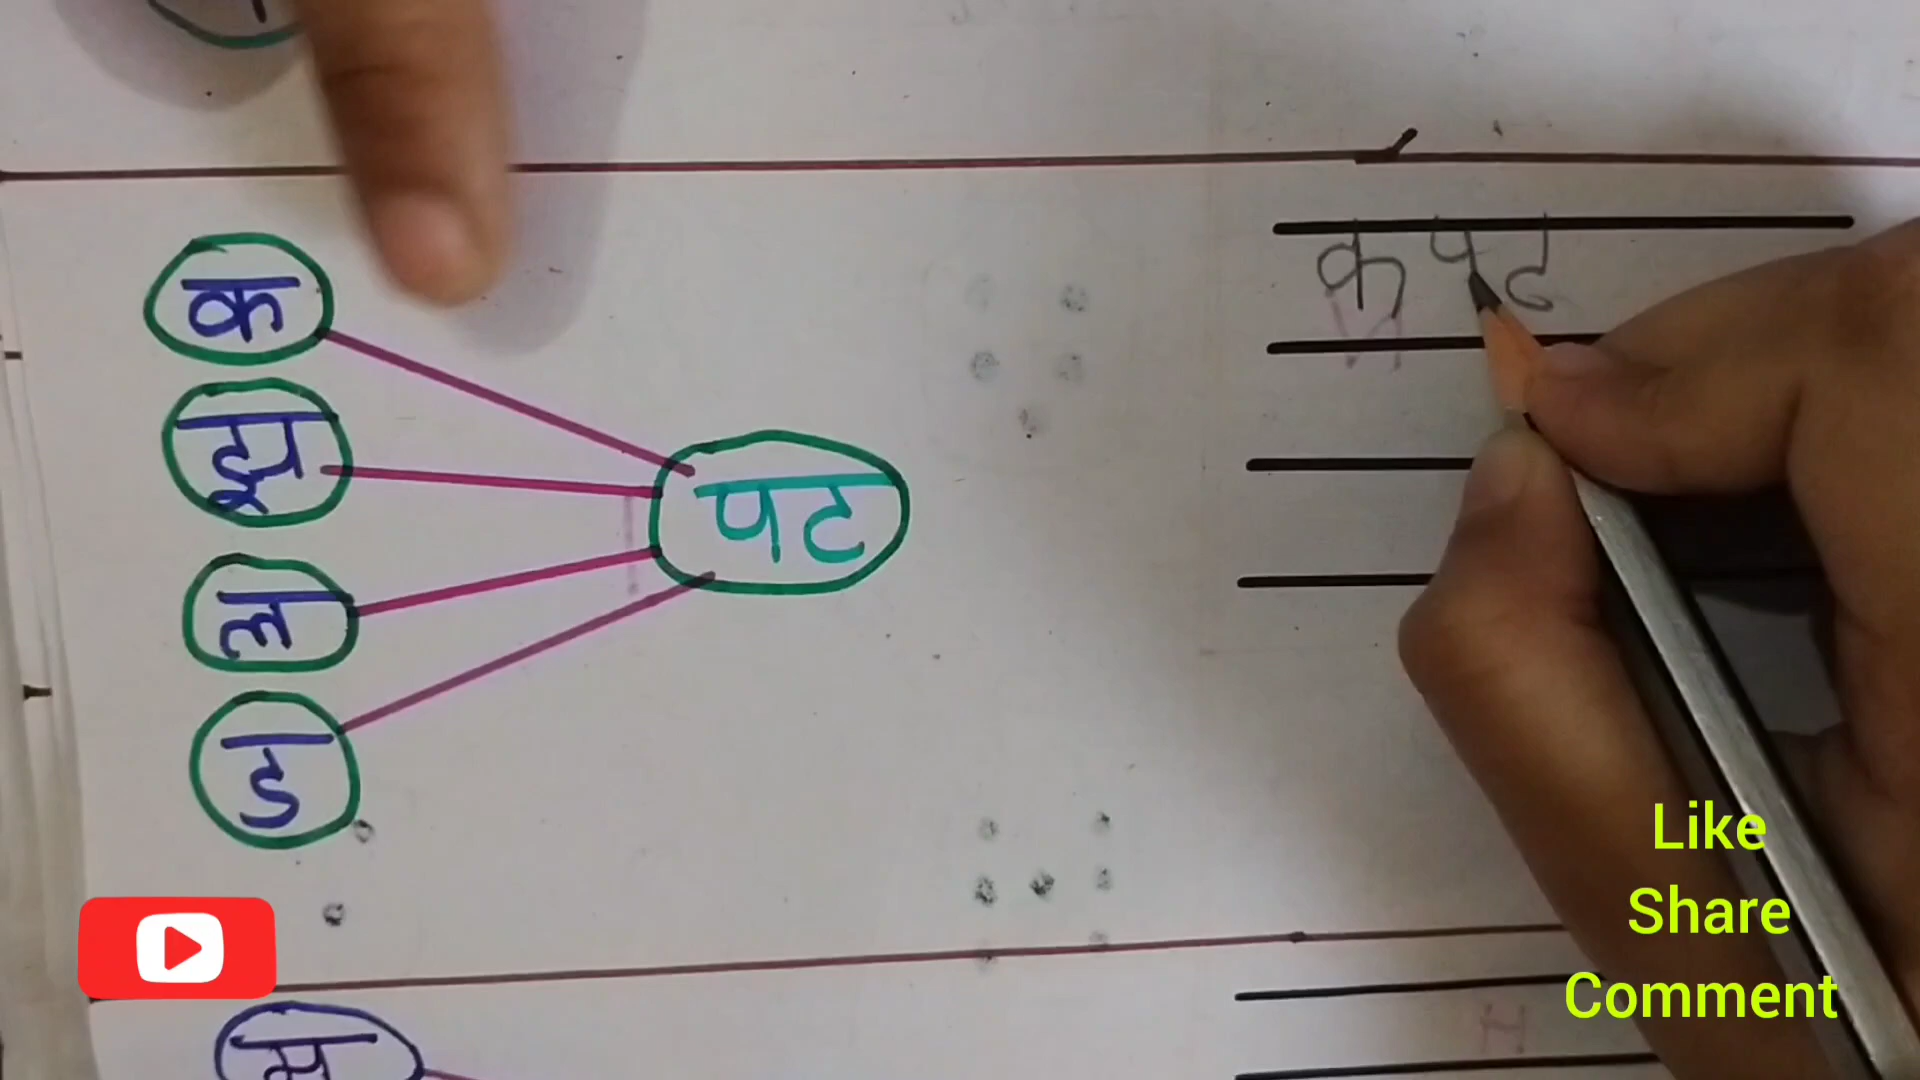 क
झ
ल
ड
पट
कपट
Like
Share
Comment